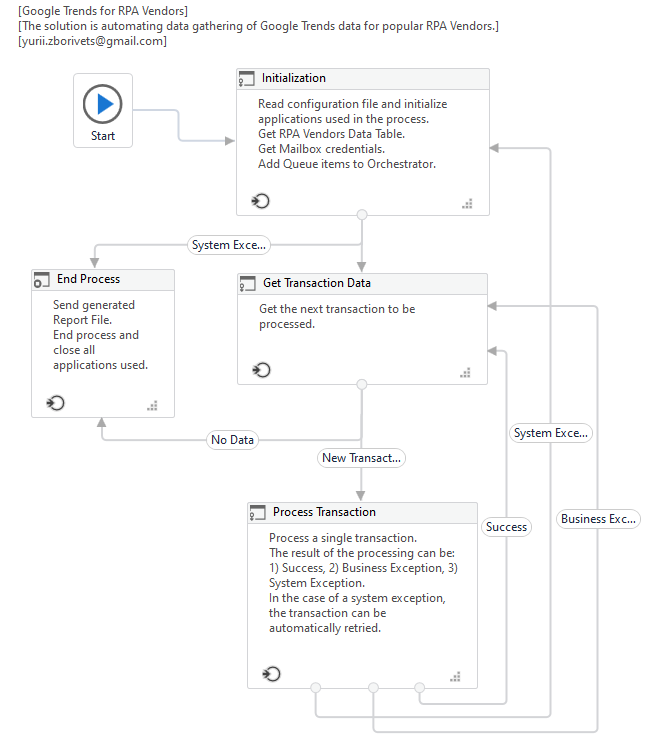 [Google Trends for RPA Vendors]
[The solution is automating data gathering of Google Trends data for popular RPA Vendors.]
[yurii.zborivets@gmail.com]
Start
Initialization
Read configuration file and initialize
applications used in the process.
Get RPA Vendors Data Table.
Get Mailbox credentials.
Add Queue items to Orchestrator.
System Exce...
End Process
Send generated
Report File.
End process and
close all
applications used.
Get Transaction Data
Get the next transaction to be
processed.
No Data
New Transact...
System Exce...
Business Exc...
Success
Process Transaction
Process a single transaction.
The result of the processing can be:
1) Success, 2) Business Exception, 3)
System Exception.
In the case of a system exception,
the transaction can be
automatically retried.